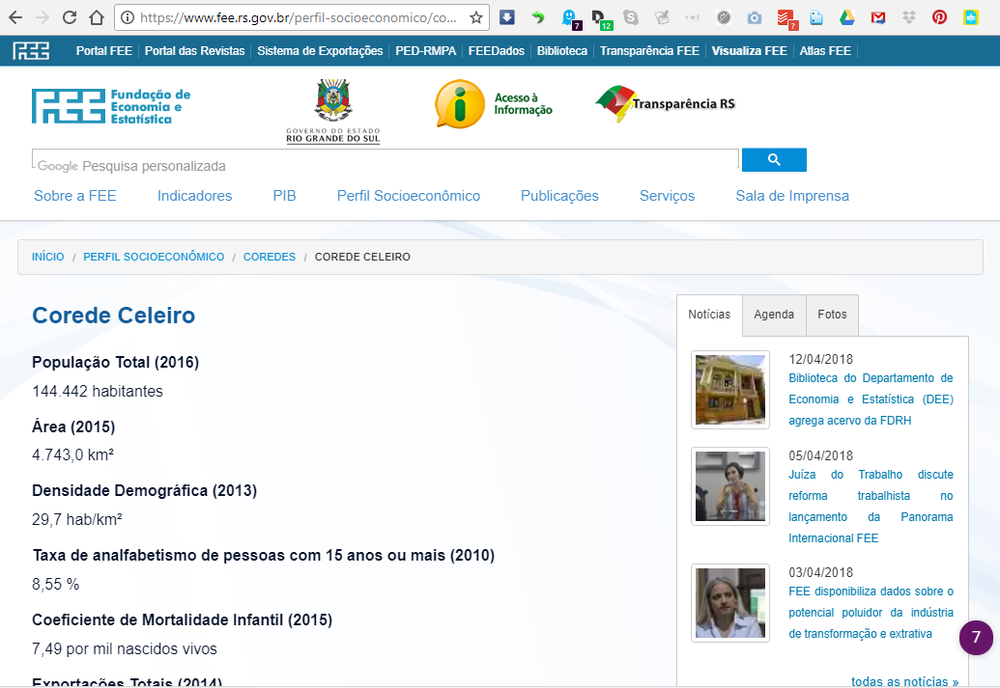 https://www.fee.rs.gov.br/perfil-socioeconomico/co...
7
12
?
FEE
Portal FEE
Portal das Revistas
Sistema de Exportações
PED-RMPA
FEEDados
Biblioteca
Transparência FEE
Visualiza FEE
Atlas FEE
FEE Fundação de
Economia e
Estatística
GOVERNO DO ESTADO
RIO GRANDE DO SUL
Acesso à
Informação
Transparência RS
Google Pesquisa personalizada
Sobre a FEE
Indicadores
PIB
Perfil Socioeconômico
Publicações
Serviços
Sala de Imprensa
INÍCIO / PERFIL SOCIOECONÔMICO / COREDES / COREDE CELEIRO
Corede Celeiro
População Total (2016)
144.442 habitantes
Área (2015)
4.743,0 km²
Densidade Demográfica (2013)
29,7 hab/km²
Taxa de analfabetismo de pessoas com 15 anos ou mais (2010)
8,55 %
Coeficiente de Mortalidade Infantil (2015)
7,49 por mil nascidos vivos
Exportações Totais (2014)
Notícias
Agenda
Fotos
12/04/2018
Biblioteca do Departamento de
Economia e Estatística (DEE)
agrega acervo da FDRH
05/04/2018
Juíza do Trabalho discute
reforma trabalhista no
lançamento da Panorama
Internacional FEE
03/04/2018
FEE disponibiliza dados sobre o
potencial poluidor da indústria
de transformação e extrativa
7
todas as notícias »